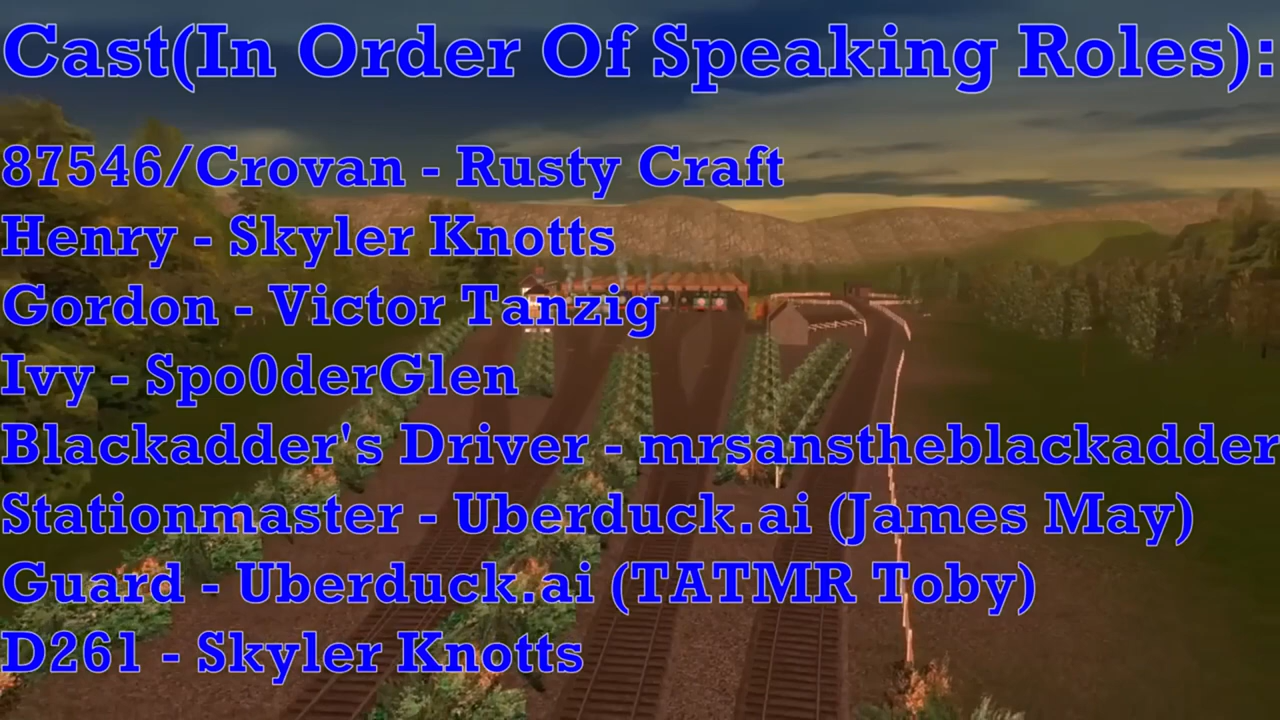 Cast(In Order Of Speaking Roles):
87546/Crovan - Rusty Craft
Henry - Skyler Knotts
Gordon - Victor Tanzig
Ivy - Spo0derGlen
Blackadder's Driver - mrsanstheblackadder
Stationmaster - Uberduck.ai (James May)
Guard - Uberduck.ai (TATMR Toby)
D261 - Skyler Knotts